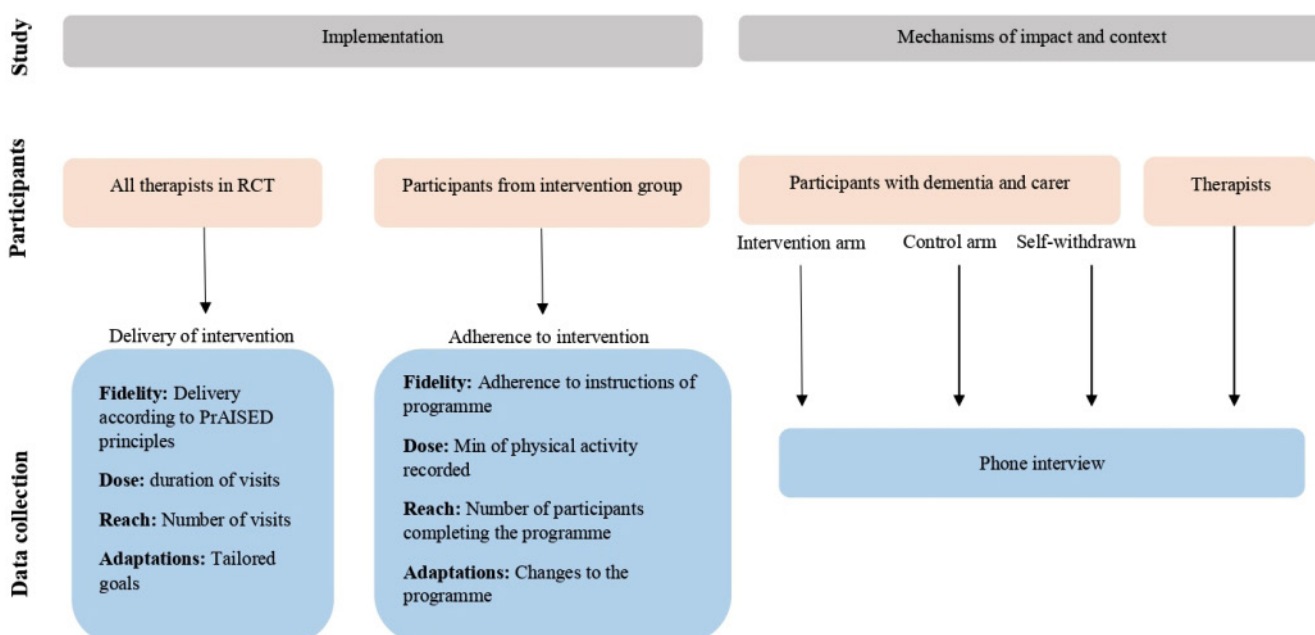 Study
Implementation
Mechanisms of impact and context
Participants
All therapists in RCT
Participants from intervention group
Participants with dementia and carer
Therapists
Intervention arm
Control arm
Self-withdrawn
Data collection
Delivery of intervention
Fidelity: Delivery
according to PrAISED
principles
Dose: duration of visits
Reach: Number of visits
Adaptations: Tailored
goals
Adherence to intervention
Fidelity: Adherence to instructions of
programme
Dose: Min of physical activity
recorded
Reach: Number of participants
completing the programme
Adaptations: Changes to the
programme
Phone interview